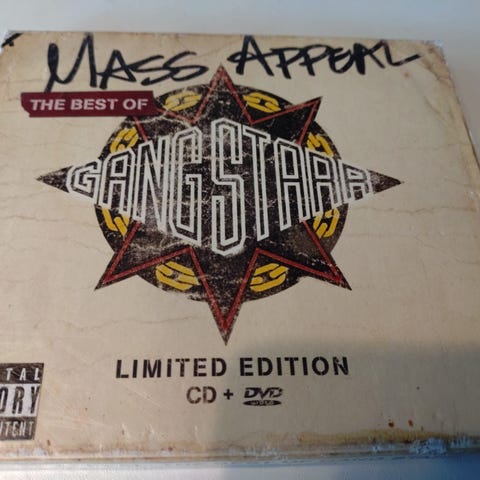 MASS APPEAL
THE BEST OF
GANGSTARR
LIMITED EDITION
CD + DVD